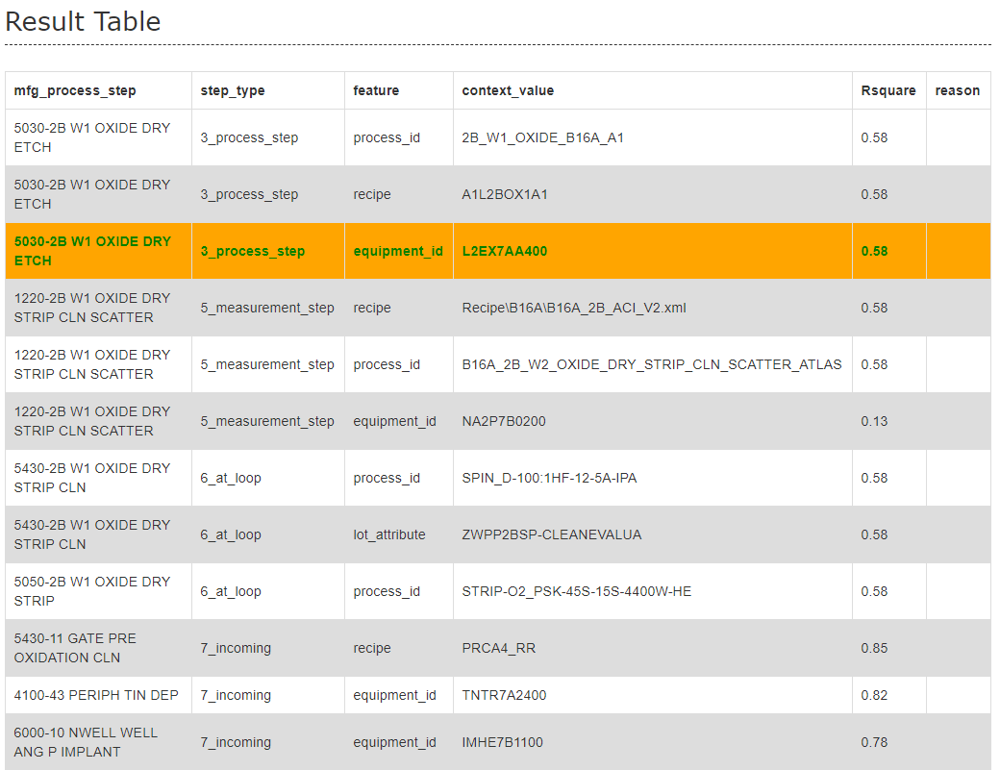 Result Table
mfg_process_step step_type feature context_value Rsquare reason
5030-2B W1 OXIDE DRY
ETCH 3_process_step process_id 2B_W1_OXIDE_B16A_A1 0.58
5030-2B W1 OXIDE DRY
ETCH 3_process_step recipe A1L2BOX1A1 0.58
5030-2B W1 OXIDE DRY
ETCH 3_process_step equipment_id L2EX7AA400 0.58
1220-2B W1 OXIDE DRY
STRIP CLN SCATTER 5_measurement_step recipe Recipe\B16A\B16A_2B_ACI_V2.xml 0.58
1220-2B W1 OXIDE DRY
STRIP CLN SCATTER 5_measurement_step process_id B16A_2B_W2_OXIDE_DRY_STRIP_CLN_SCATTER_ATLAS 0.58
1220-2B W1 OXIDE DRY
STRIP CLN SCATTER 5_measurement_step equipment_id NA2P7B0200 0.13
5430-2B W1 OXIDE DRY
STRIP CLN 6_at_loop process_id SPIN_D-100:1HF-12-5A-IPA 0.58
5430-2B W1 OXIDE DRY
STRIP CLN 6_at_loop lot_attribute ZWPP2BSP-CLEANEVALUA 0.58
5050-2B W1 OXIDE DRY
STRIP 6_at_loop process_id STRIP-O2_PSK-45S-15S-4400W-HE 0.58
5430-11 GATE PRE
OXIDATION CLN 7_incoming recipe PRCA4_RR 0.85
4100-43 PERIPH TIN DEP 7_incoming equipment_id TNTR7A2400 0.82
6000-10 NWELL WELL
ANG P IMPLANT 7_incoming equipment_id IMHE7B1100 0.78